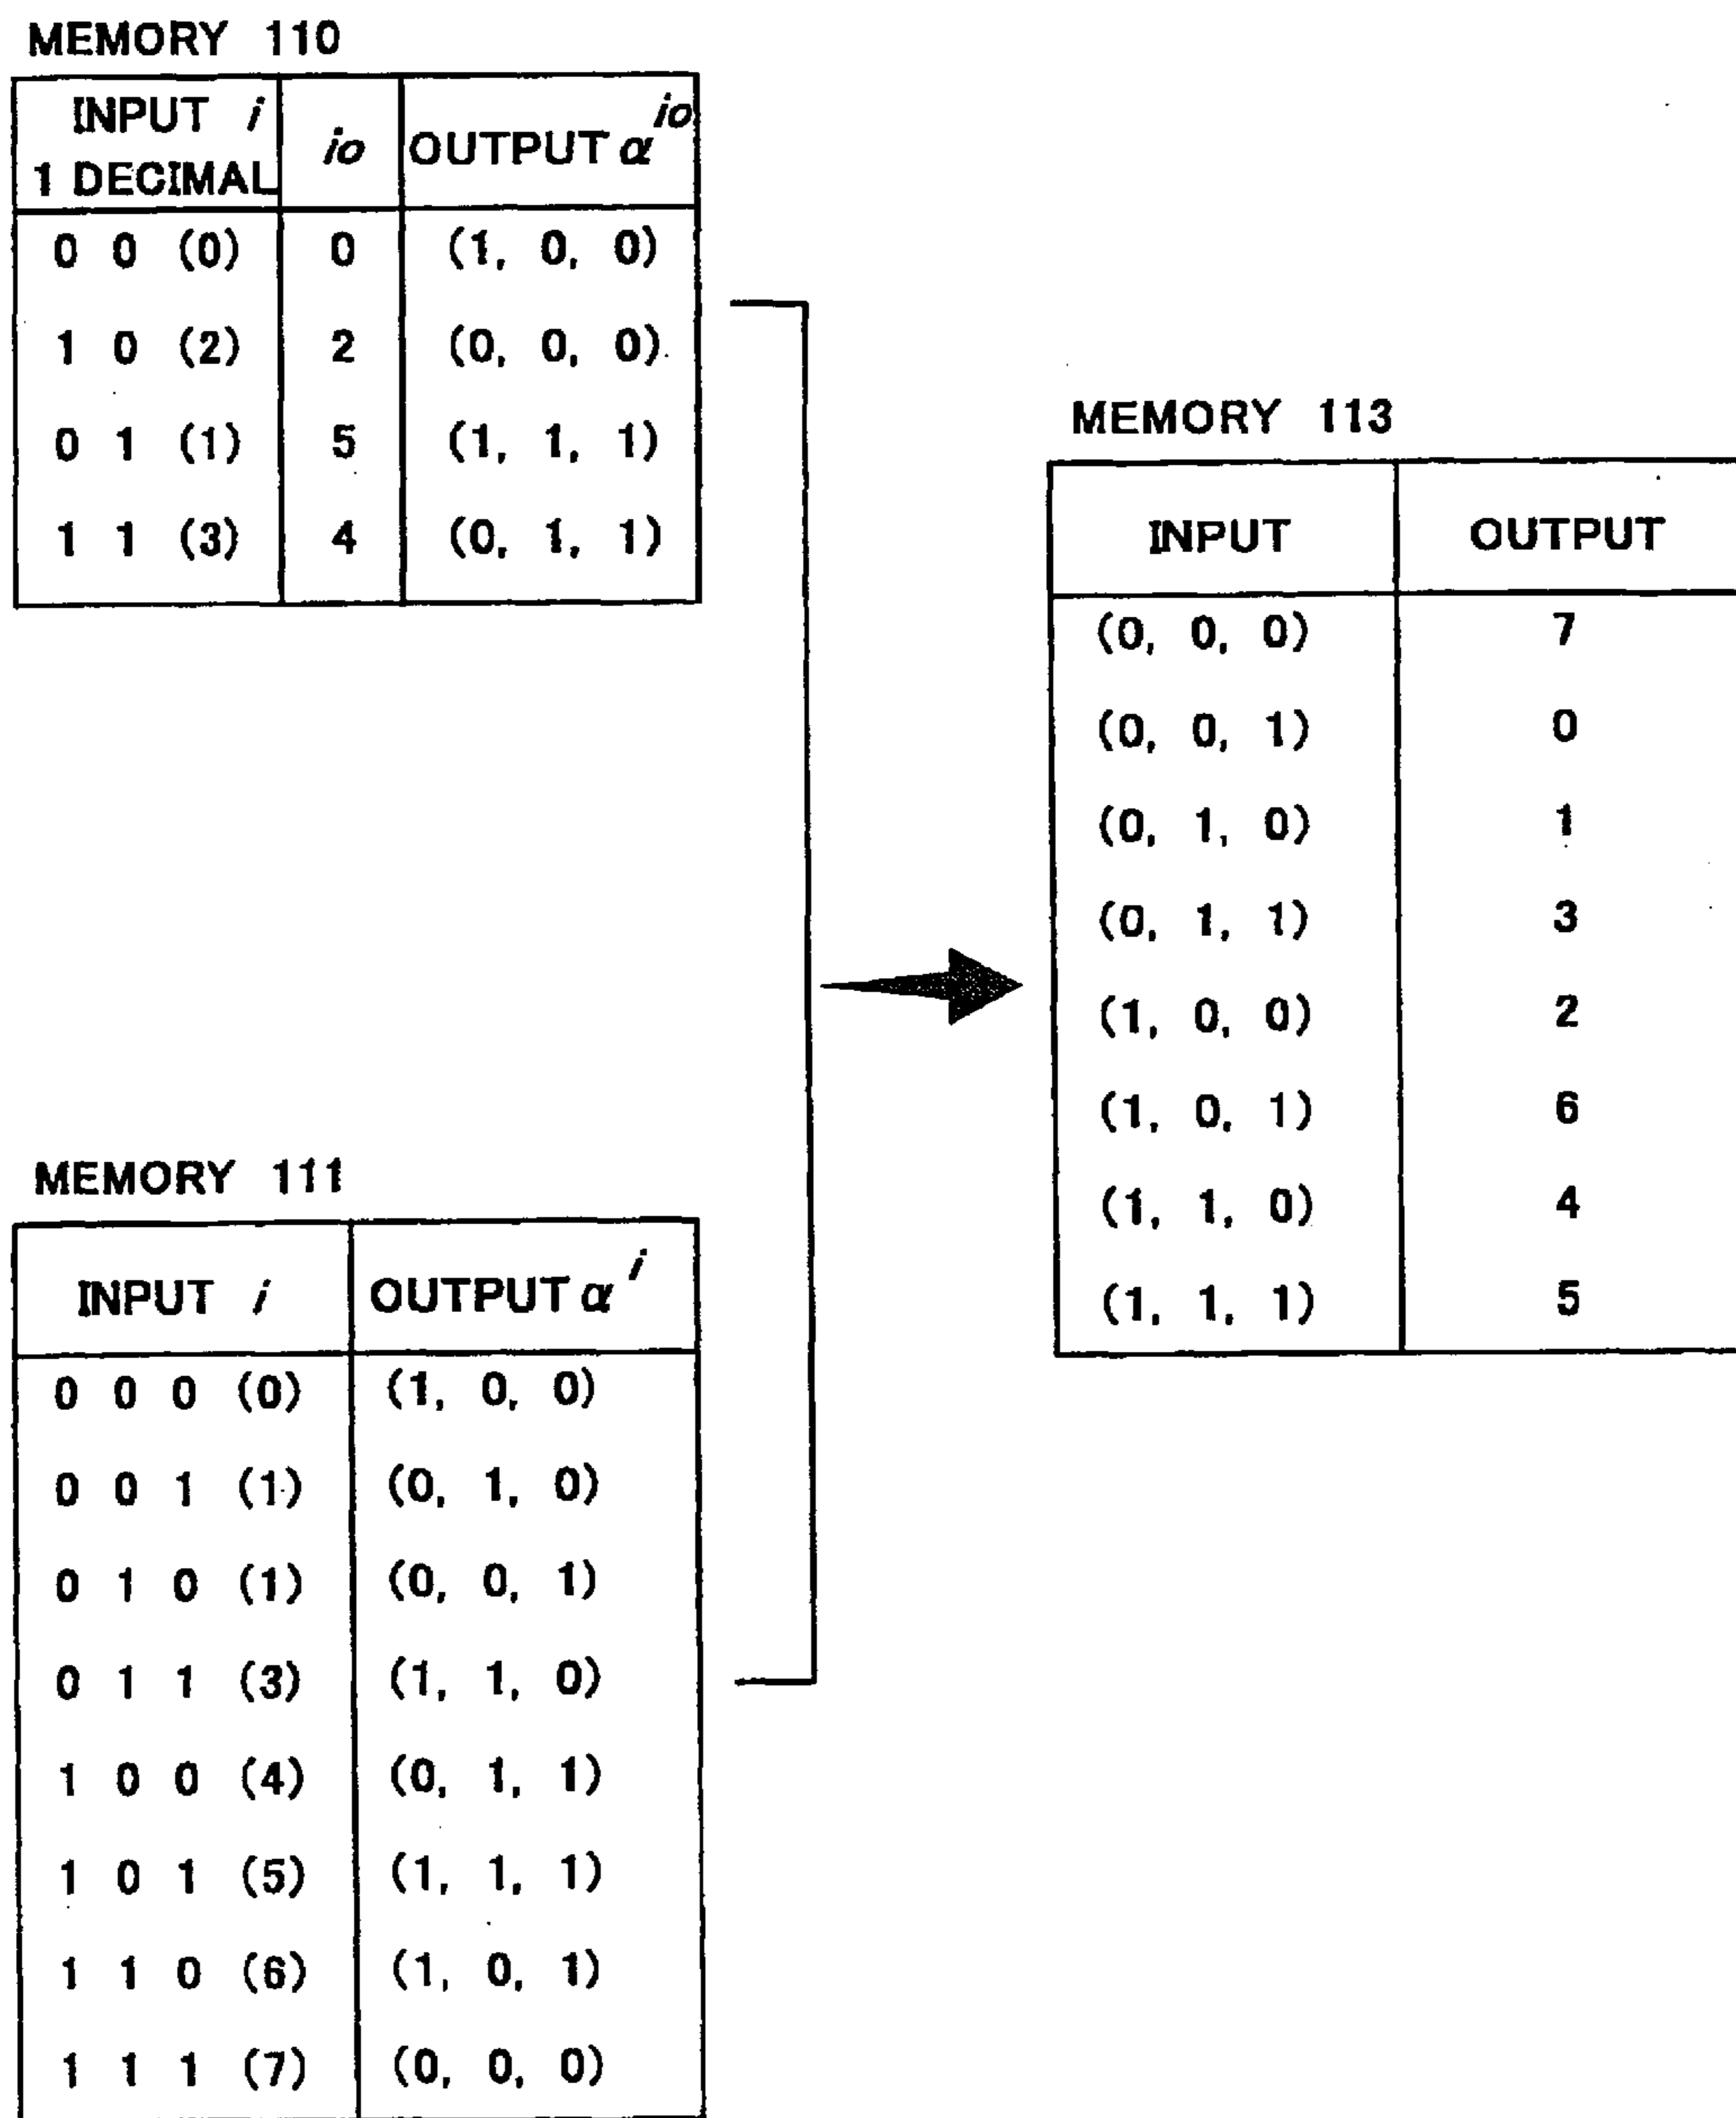 MEMORY 110
INPUT i
1 DECIMAL
io
OUTPUT α^io
0 0 (0) 0 (1, 0, 0)
1 0 (2) 2 (0, 0, 0)
0 1 (1) 5 (1, 1, 1)
1 1 (3) 4 (0, 1, 1)
MEMORY 113
INPUT OUTPUT
(0, 0, 0) 7
(0, 0, 1) 0
(0, 1, 0) 1
(0, 1, 1) 3
(1, 0, 0) 2
(1, 0, 1) 6
(1, 1, 0) 4
(1, 1, 1) 5
MEMORY 111
INPUT i OUTPUT α^i
0 0 0 (0) (1, 0, 0)
0 0 1 (1) (0, 1, 0)
0 1 0 (1) (0, 0, 1)
0 1 1 (3) (1, 1, 0)
1 0 0 (4) (0, 1, 1)
1 0 1 (5) (1, 1, 1)
1 1 0 (6) (1, 0, 1)
1 1 1 (7) (0, 0, 0)